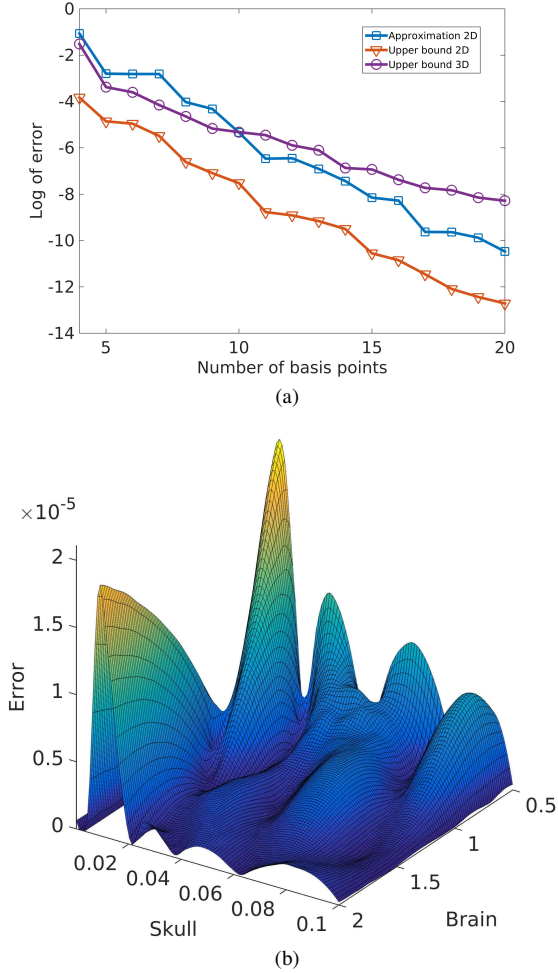 0
-2
-4
-6
-8
-10
-12
-14
Log of error
Approximation 2D
Upper bound 2D
Upper bound 3D
5
10
15
20
Number of basis points
(a)
×10-5
2
1.5
1
0.5
0
Error
0.02
0.04
0.06
0.08
0.1
Skull
0.5
1
1.5
2
Brain
(b)